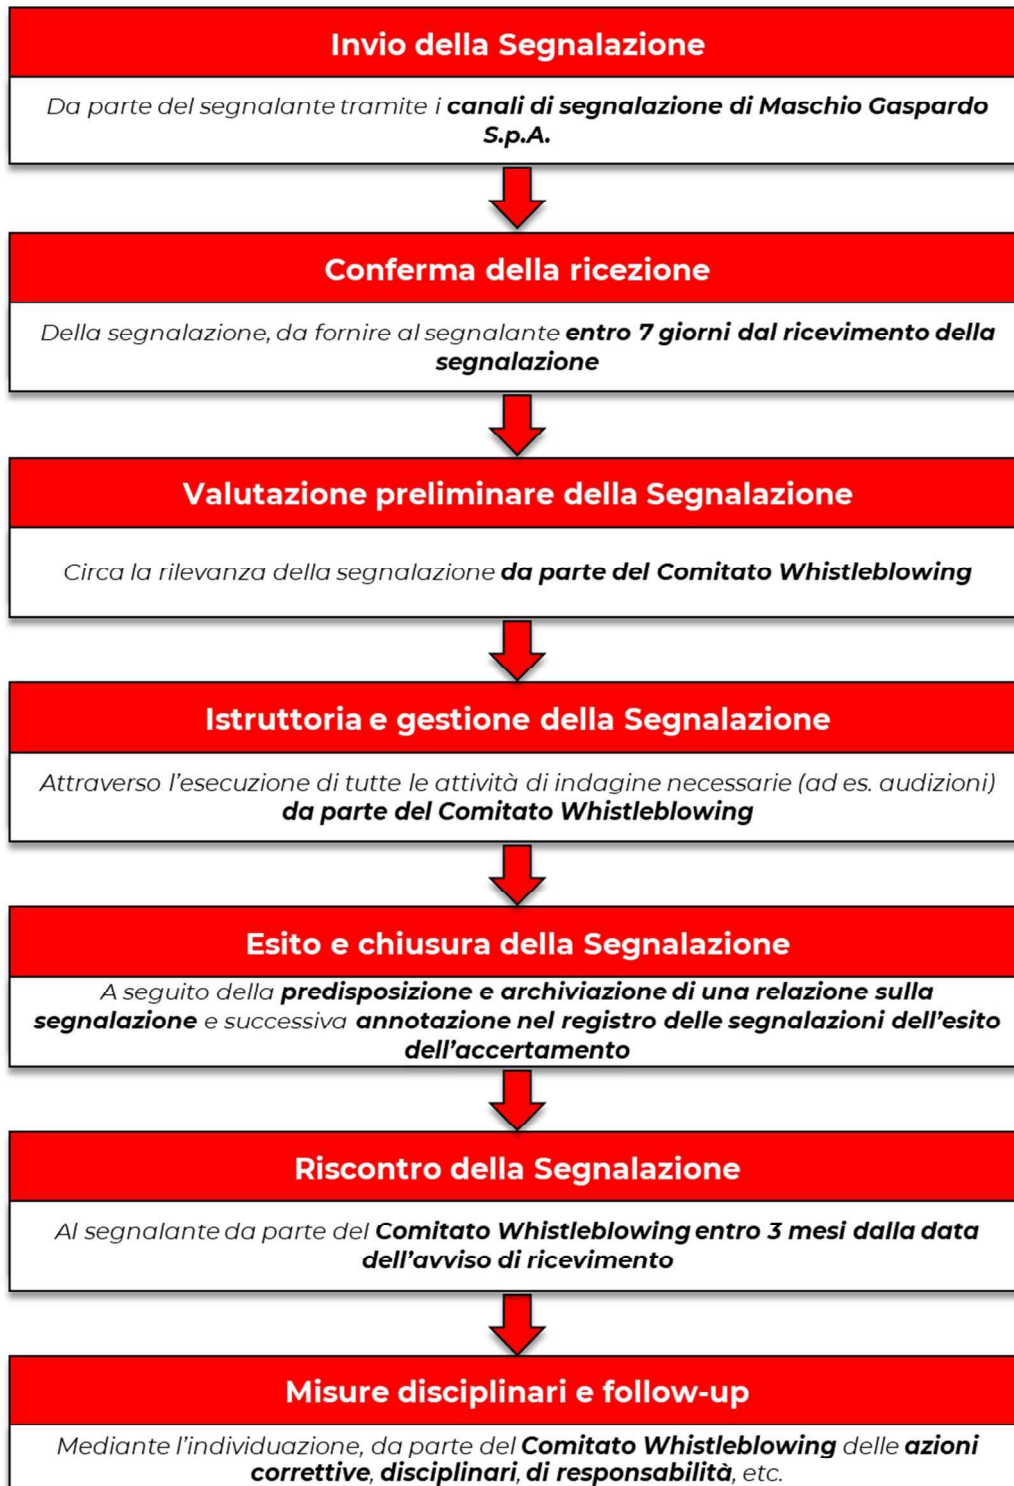 Invio della Segnalazione
Da parte del segnalante tramite i canali di segnalazione di Maschio Gaspardo
S.p.A.
Conferma della ricezione
Della segnalazione, da fornire al segnalante entro 7 giorni dal ricevimento della
segnalazione
Valutazione preliminare della Segnalazione
Circa la rilevanza della segnalazione da parte del Comitato Whistleblowing
Istruttoria e gestione della Segnalazione
Attraverso l’esecuzione di tutte le attività di indagine necessarie (ad es. audizioni)
da parte del Comitato Whistleblowing
Esito e chiusura della Segnalazione
A seguito della predisposizione e archiviazione di una relazione sulla
segnalazione e successiva annotazione nel registro delle segnalazioni dell’esito
dell’accertamento
Riscontro della Segnalazione
Al segnalante da parte del Comitato Whistleblowing entro 3 mesi dalla data
dell’avviso di ricevimento
Misure disciplinari e follow-up
Mediante l’individuazione, da parte del Comitato Whistleblowing delle azioni
correttive, disciplinari, di responsabilità, etc.